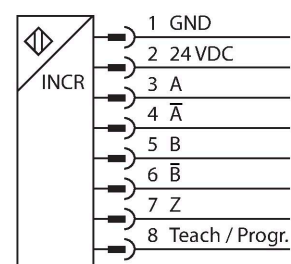 1 GND
2 24 VDC
INCR
3 A
4 A̅
5 B
6 B̅
7 Z
8 Teach / Progr.